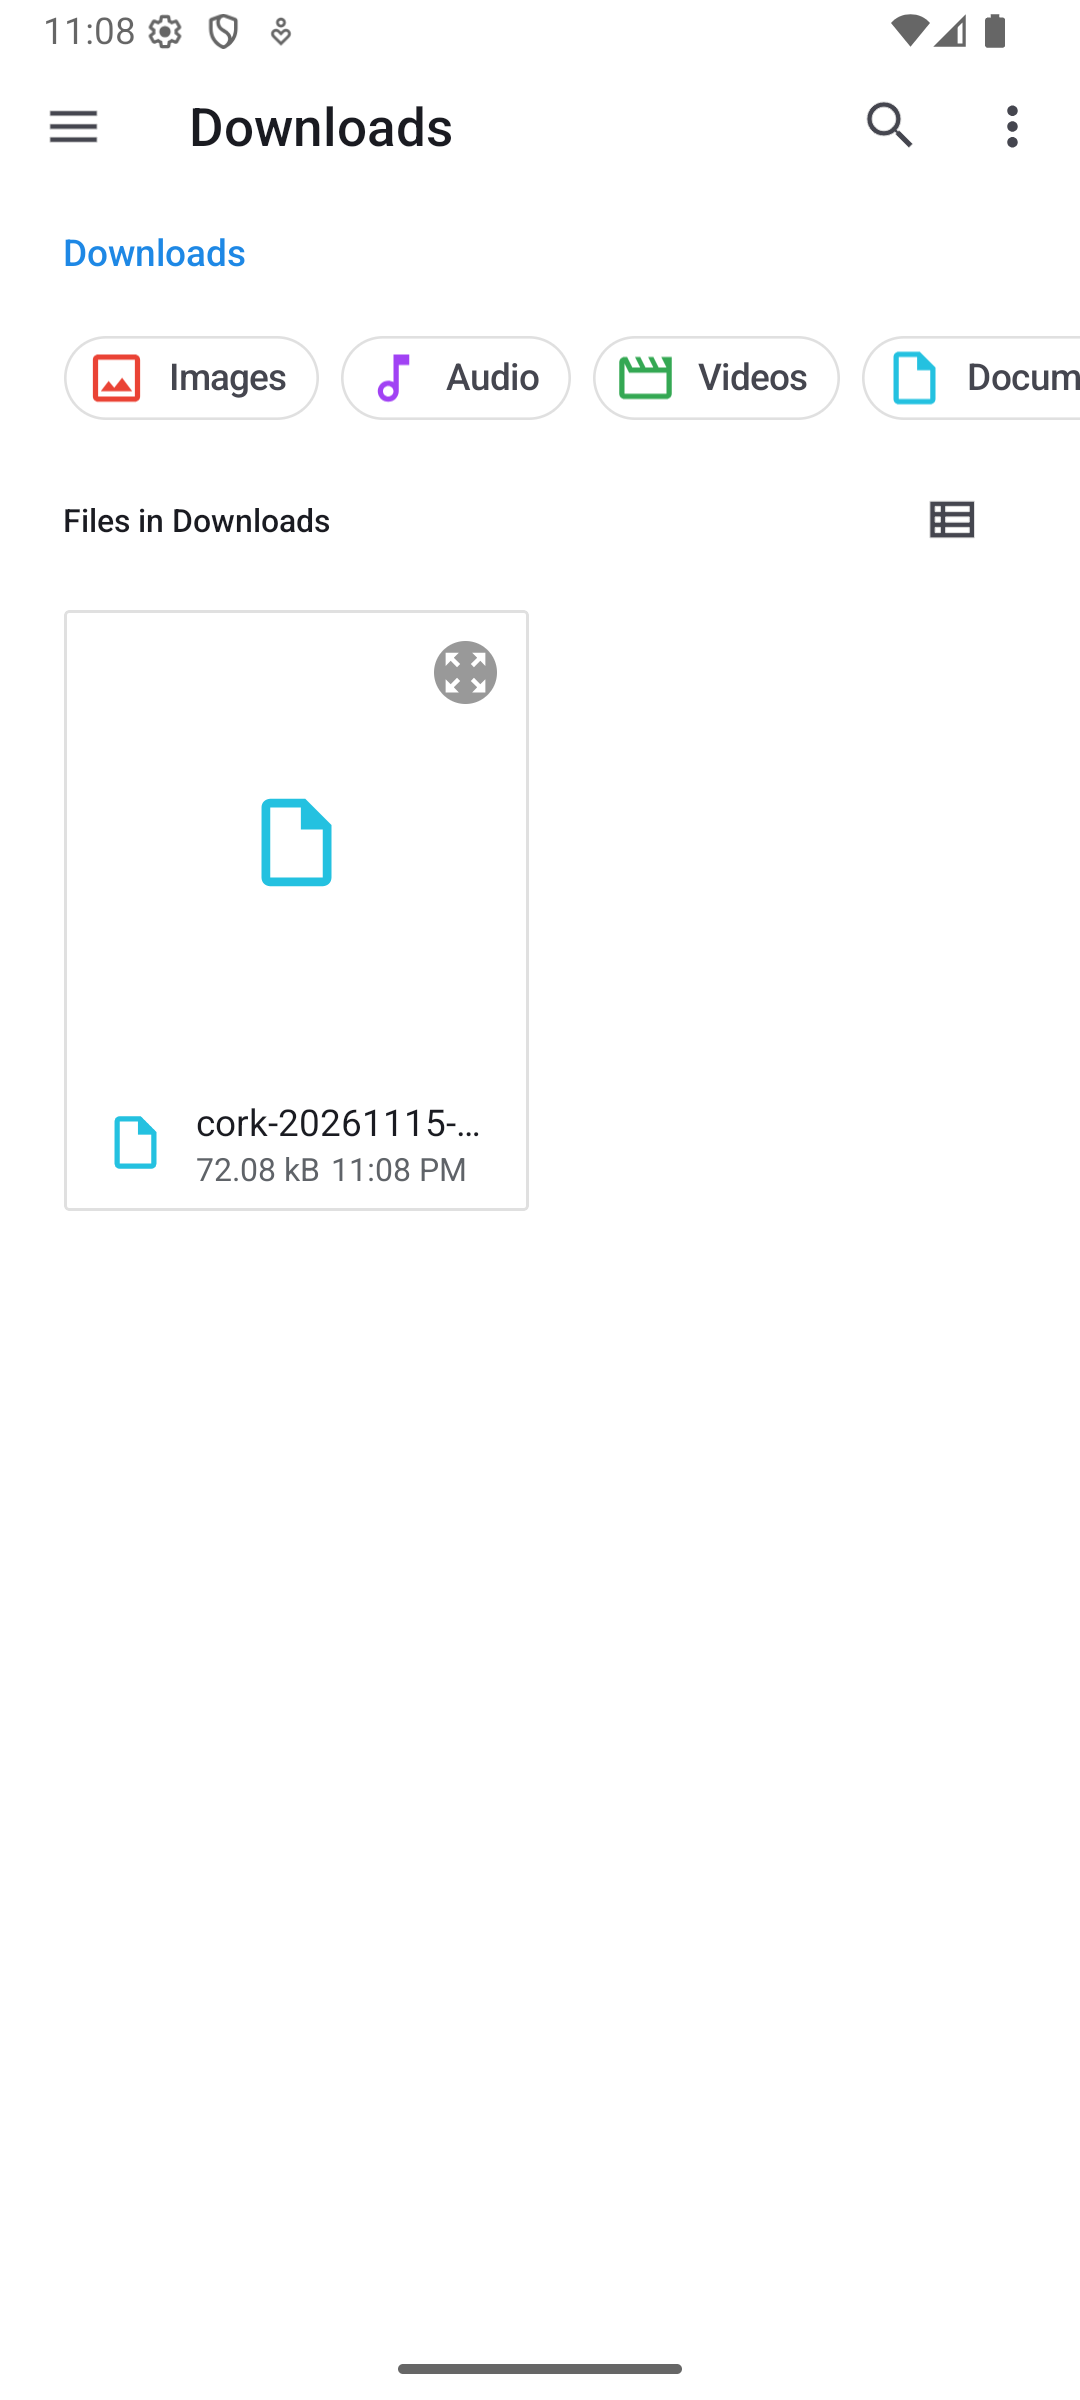 11:08
Downloads
Downloads
Images
Audio
Videos
Docum
Files in Downloads
cork-20261115-...
72.08 kB 11:08 PM